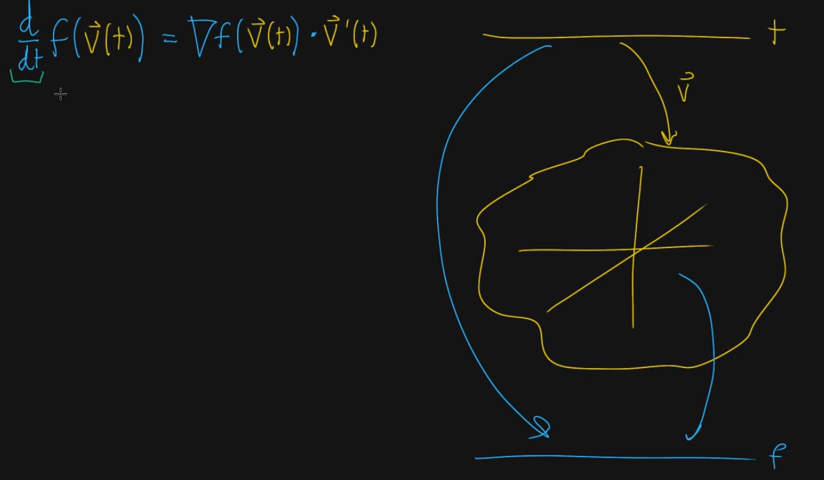 d/dt f(v⃗(t)) = ∇f(v⃗(t)) · v⃗'(t)
t
v⃗
f